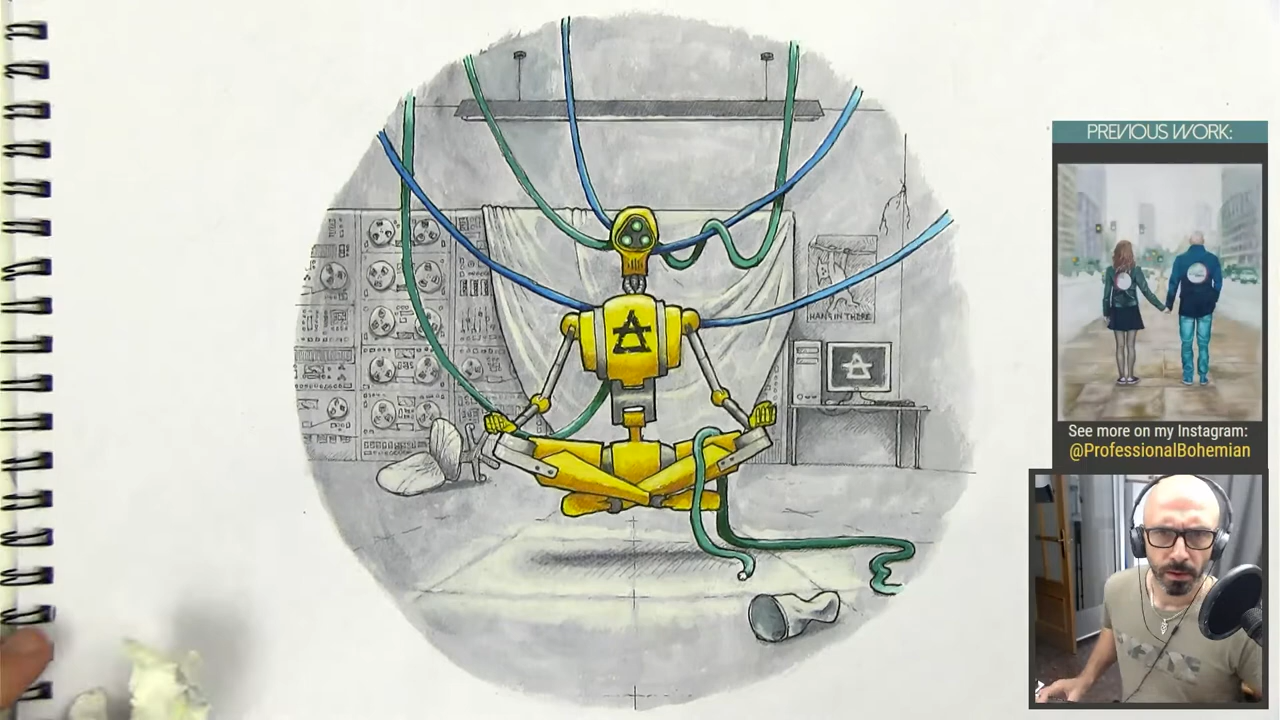 PREVIOUS WORK:
HANG IN THERE
See more on my Instagram:
@ProfessionalBohemian